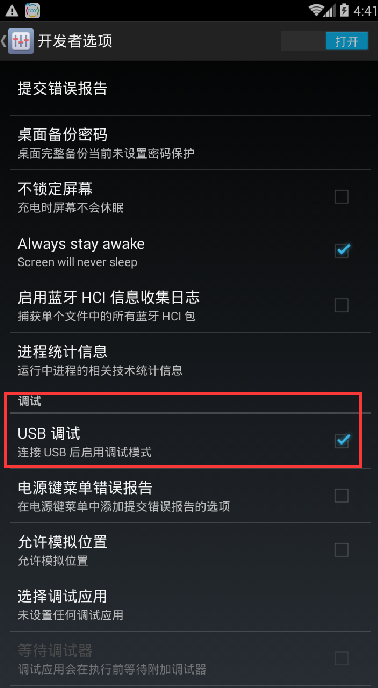 4:41
开发者选项
打开
提交错误报告
桌面备份密码
桌面完整备份当前未设置密码保护
不锁定屏幕
充电时屏幕不会休眠
Always stay awake
Screen will never sleep
启用蓝牙 HCI 信息收集日志
捕获单个文件中的所有蓝牙 HCI 包
进程统计信息
运行中进程的相关技术统计信息
调试
USB 调试
连接 USB 后启用调试模式
电源键菜单错误报告
在电源键菜单中添加提交错误报告的选项
允许模拟位置
允许模拟位置
选择调试应用
未设置任何调试应用
等待调试器
调试应用会在执行前等待附加调试器